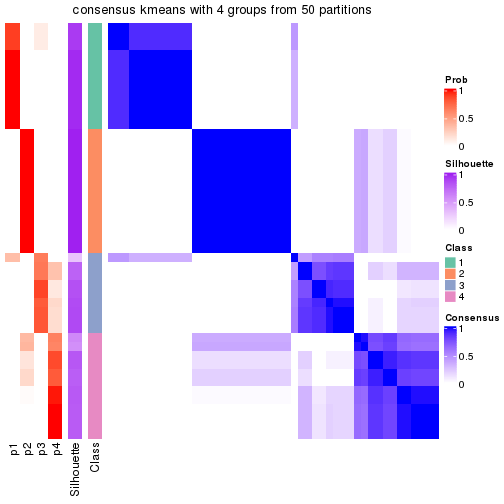 consensus kmeans with 4 groups from 50 partitions
Prob
1
0.5
0
Silhouette
1
0.5
0
Class
1
2
3
4
Consensus
1
0.5
0
p1
p2
p3
p4
Silhouette
Class